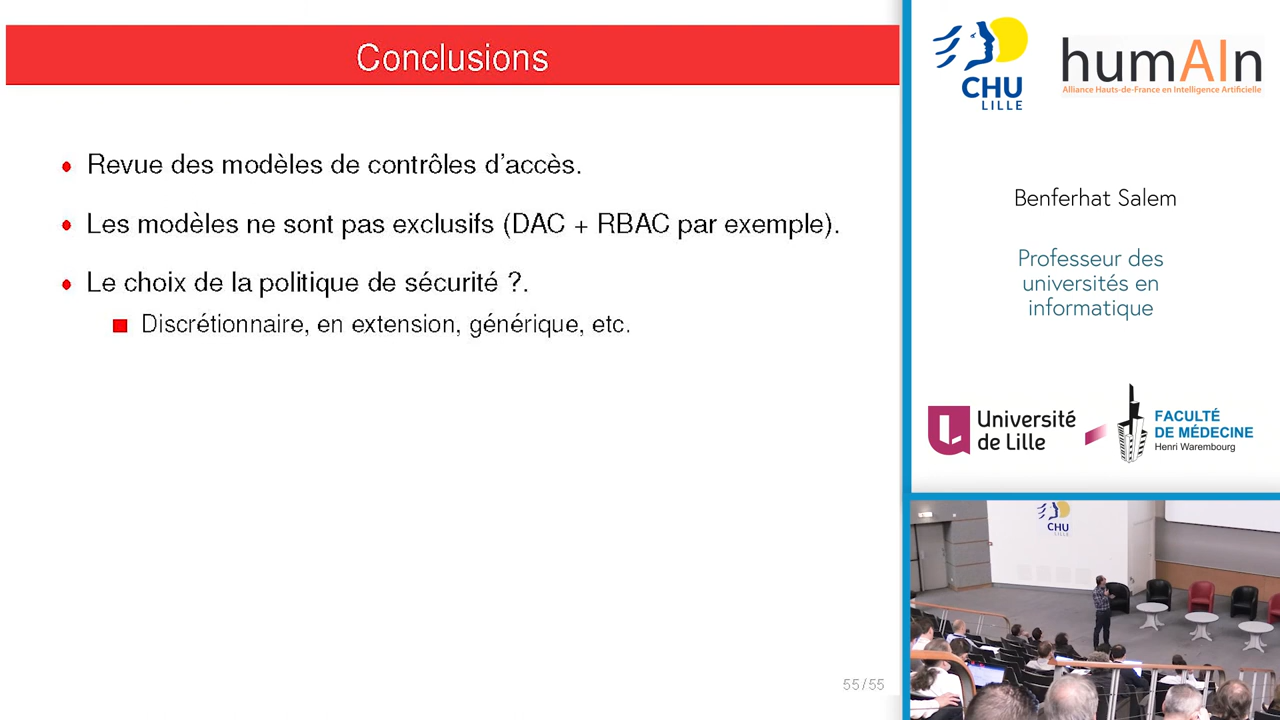 Conclusions
Revue des modèles de contrôles d'accès.
Les modèles ne sont pas exclusifs (DAC + RBAC par exemple).
Le choix de la politique de sécurité ?.
Discrétionnaire, en extension, générique, etc.
55/55
CHU
LILLE
humAIn
Alliance Hauts-de-France en Intelligence Artificielle
Benferhat Salem
Professeur des
universités en
informatique
Université
de Lille
FACULTÉ
DE MÉDECINE
Henri Warembourg
CHU
LILLE